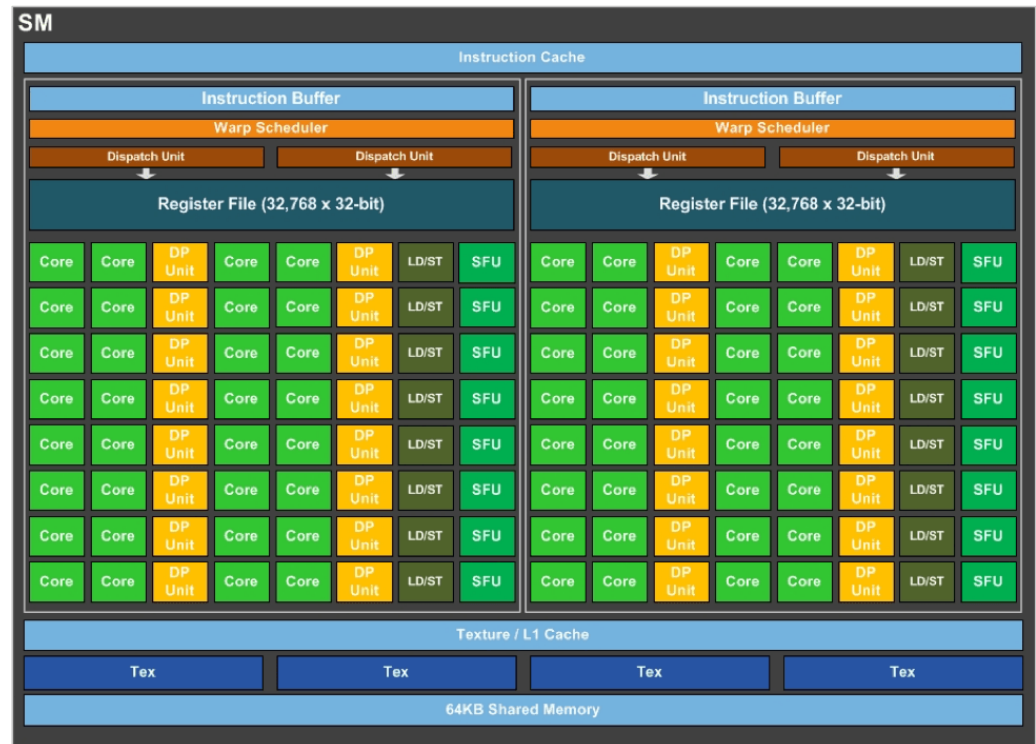 SM
Instruction Cache
Instruction Buffer Instruction Buffer
Warp Scheduler Warp Scheduler
Dispatch Unit Dispatch Unit Dispatch Unit Dispatch Unit
Register File (32,768 x 32-bit) Register File (32,768 x 32-bit)
Core Core DP Unit Core Core DP Unit LD/ST SFU Core Core DP Unit Core Core DP Unit LD/ST SFU
Core Core DP Unit Core Core DP Unit LD/ST SFU Core Core DP Unit Core Core DP Unit LD/ST SFU
Core Core DP Unit Core Core DP Unit LD/ST SFU Core Core DP Unit Core Core DP Unit LD/ST SFU
Core Core DP Unit Core Core DP Unit LD/ST SFU Core Core DP Unit Core Core DP Unit LD/ST SFU
Core Core DP Unit Core Core DP Unit LD/ST SFU Core Core DP Unit Core Core DP Unit LD/ST SFU
Core Core DP Unit Core Core DP Unit LD/ST SFU Core Core DP Unit Core Core DP Unit LD/ST SFU
Core Core DP Unit Core Core DP Unit LD/ST SFU Core Core DP Unit Core Core DP Unit LD/ST SFU
Core Core DP Unit Core Core DP Unit LD/ST SFU Core Core DP Unit Core Core DP Unit LD/ST SFU
Texture / L1 Cache
Tex Tex Tex Tex
64KB Shared Memory